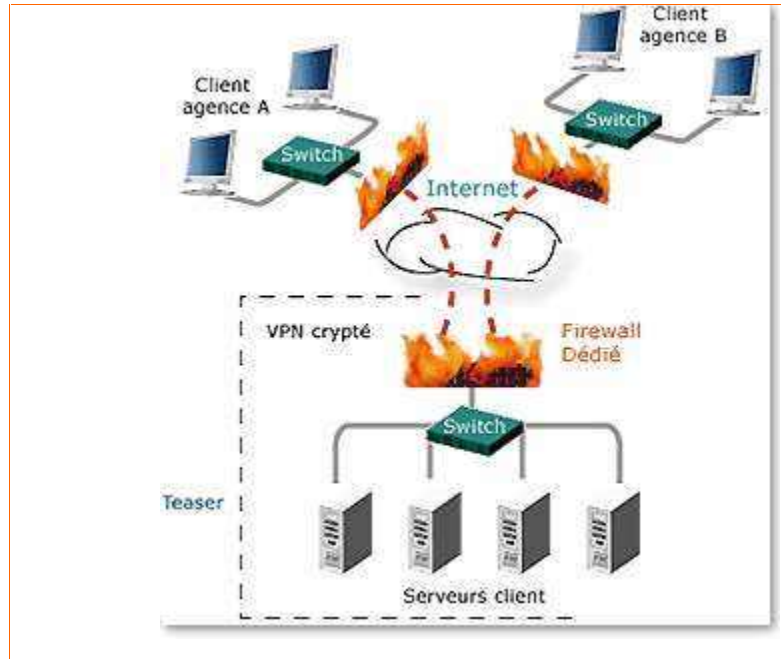 Client
agence B
Client
agence A
Switch
Switch
Internet
VPN crypté
Firewall
Dédié
Switch
Teaser
Serveurs client